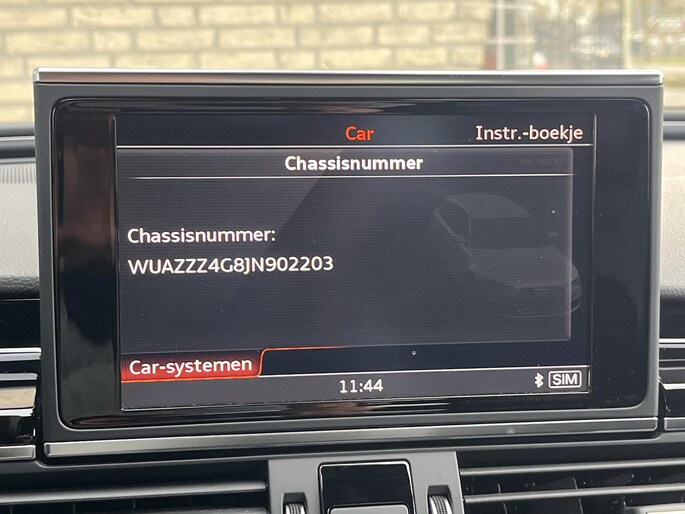 Car Instr.-boekje
Chassisnummer
Chassisnummer:
WUAZZZ4G8JN902203
Car-systemen
11:44 SIM